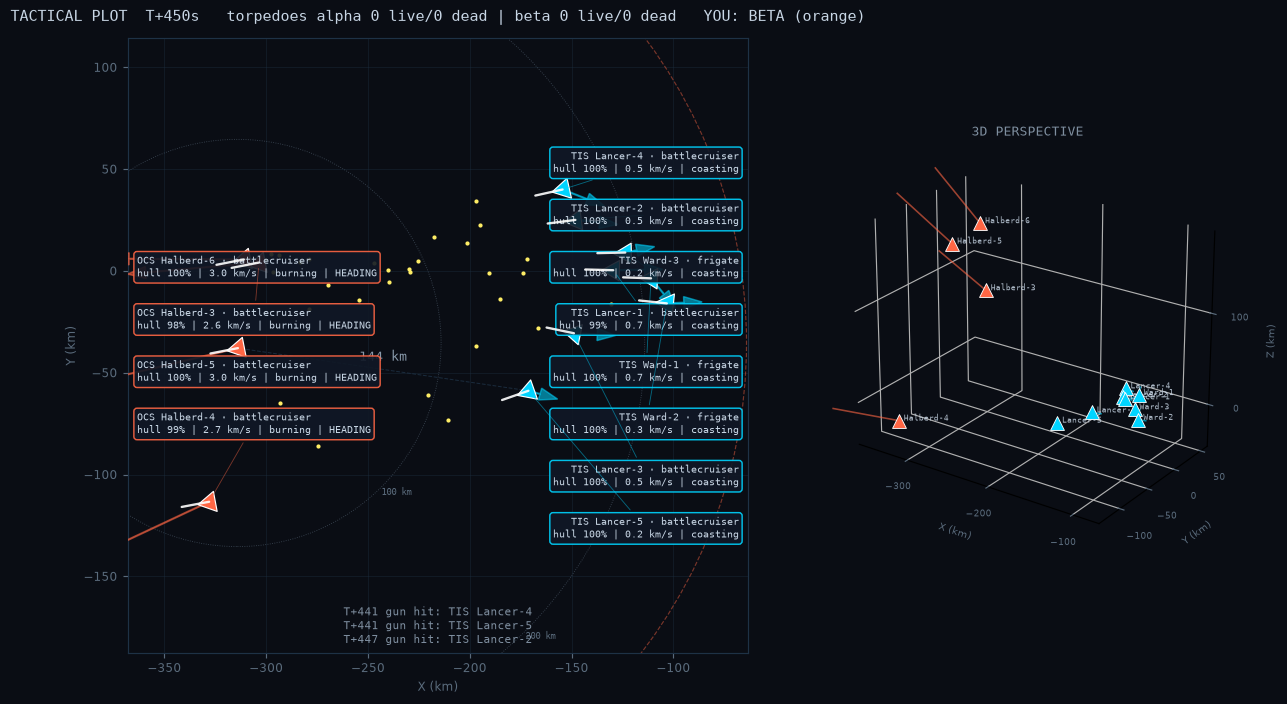 TACTICAL PLOT  T+450s   torpedoes alpha 0 live/0 dead | beta 0 live/0 dead   YOU: BETA (orange)
3D PERSPECTIVE
TIS Lancer-4 · battlecruiser
hull 100% | 0.5 km/s | coasting
TIS Lancer-2 · battlecruiser
hull 100% | 0.5 km/s | coasting
TIS Ward-3 · frigate
hull 100% | 0.2 km/s | coasting
TIS Lancer-1 · battlecruiser
hull 99% | 0.7 km/s | coasting
TIS Ward-1 · frigate
hull 100% | 0.7 km/s | coasting
TIS Ward-2 · frigate
hull 100% | 0.3 km/s | coasting
TIS Lancer-3 · battlecruiser
hull 100% | 0.5 km/s | coasting
TIS Lancer-5 · battlecruiser
hull 100% | 0.2 km/s | coasting
OCS Halberd-6 · battlecruiser
hull 100% | 3.0 km/s | burning | HEADING
OCS Halberd-3 · battlecruiser
hull 98% | 2.6 km/s | burning | HEADING
OCS Halberd-5 · battlecruiser
hull 100% | 3.0 km/s | burning | HEADING
OCS Halberd-4 · battlecruiser
hull 99% | 2.7 km/s | burning | HEADING
144 km
100 km
200 km
T+441 gun hit: TIS Lancer-4
T+441 gun hit: TIS Lancer-5
T+447 gun hit: TIS Lancer-2
100
50
0
−50
−100
−150
Y (km)
−350
−300
−250
−200
−150
−100
X (km)
Halberd-6
Halberd-5
Halberd-3
Halberd-4
Lancer-4
Ward-3
Ward-2
−300
−200
−100
X (km)
−100
−50
0
50
Y (km)
0
100
Z (km)